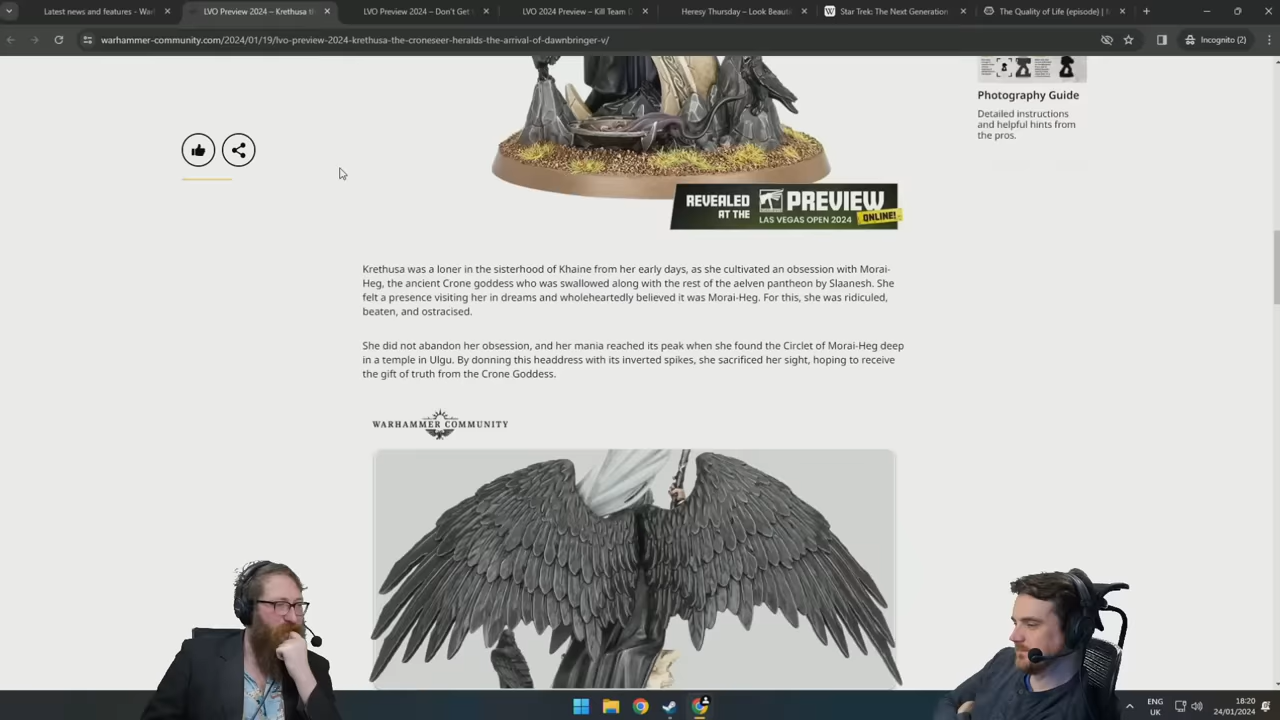 Latest news and features - War
LVO Preview 2024 – Krethusa th
LVO Preview 2024 – Don't Get
LVO 2024 Preview – Kill Team D
Heresy Thursday – Look Beauti
Star Trek: The Next Generation
The Quality of Life (episode) | M
warhammer-community.com/2024/01/19/lvo-preview-2024-krethusa-the-croneseer-heralds-the-arrival-of-dawnbringer-v/
Incognito (2)
Photography Guide
Detailed instructions
and helpful hints from
the pros.
REVEALED
AT THE
PREVIEW
LAS VEGAS OPEN 2024
ONLINE!
Krethusa was a loner in the sisterhood of Khaine from her early days, as she cultivated an obsession with Morai-
Heg, the ancient Crone goddess who was swallowed along with the rest of the aelven pantheon by Slaanesh. She
felt a presence visiting her in dreams and wholeheartedly believed it was Morai-Heg. For this, she was ridiculed,
beaten, and ostracised.
She did not abandon her obsession, and her mania reached its peak when she found the Circlet of Morai-Heg deep
in a temple in Ulgu. By donning this headdress with its inverted spikes, she sacrificed her sight, hoping to receive
the gift of truth from the Crone Goddess.
WARHAMMER COMMUNITY
ENG
UK
18:20
24/01/2024